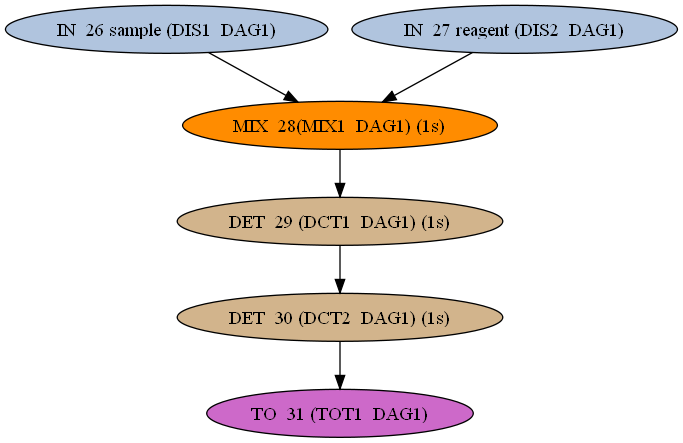 IN 26 sample (DIS1 DAG1)
IN 27 reagent (DIS2 DAG1)
MIX 28(MIX1 DAG1) (1s)
DET 29 (DCT1 DAG1) (1s)
DET 30 (DCT2 DAG1) (1s)
TO 31 (TOT1 DAG1)